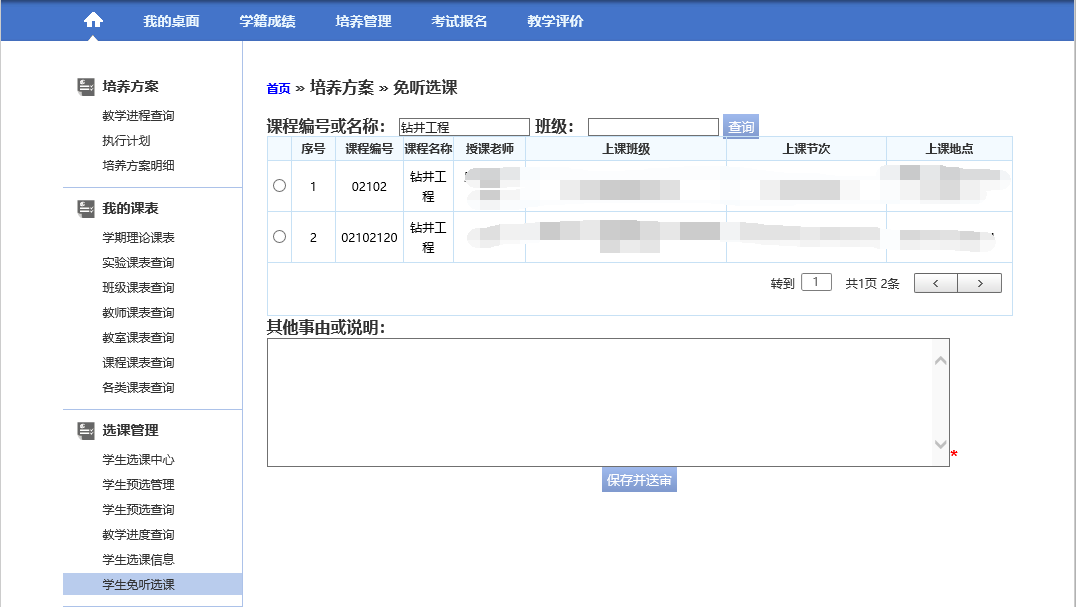 我的桌面 学籍成绩 培养管理 考试报名 教学评价
培养方案
教学进程查询
执行计划
培养方案明细
我的课表
学期理论课表
实验课表查询
班级课表查询
教师课表查询
教室课表查询
课程课表查询
各类课表查询
选课管理
学生选课中心
学生预选管理
学生预选查询
教学进度查询
学生选课信息
学生免听选课
首页 » 培养方案 » 免听选课
课程编号或名称： 钻井工程 班级： 查询
序号 课程编号 课程名称 授课老师 上课班级 上课节次 上课地点
1 02102 钻井工
程
2 02102120 钻井工
程
转到 1 共1页 2条 < >
其他事由或说明：
*
保存并送审